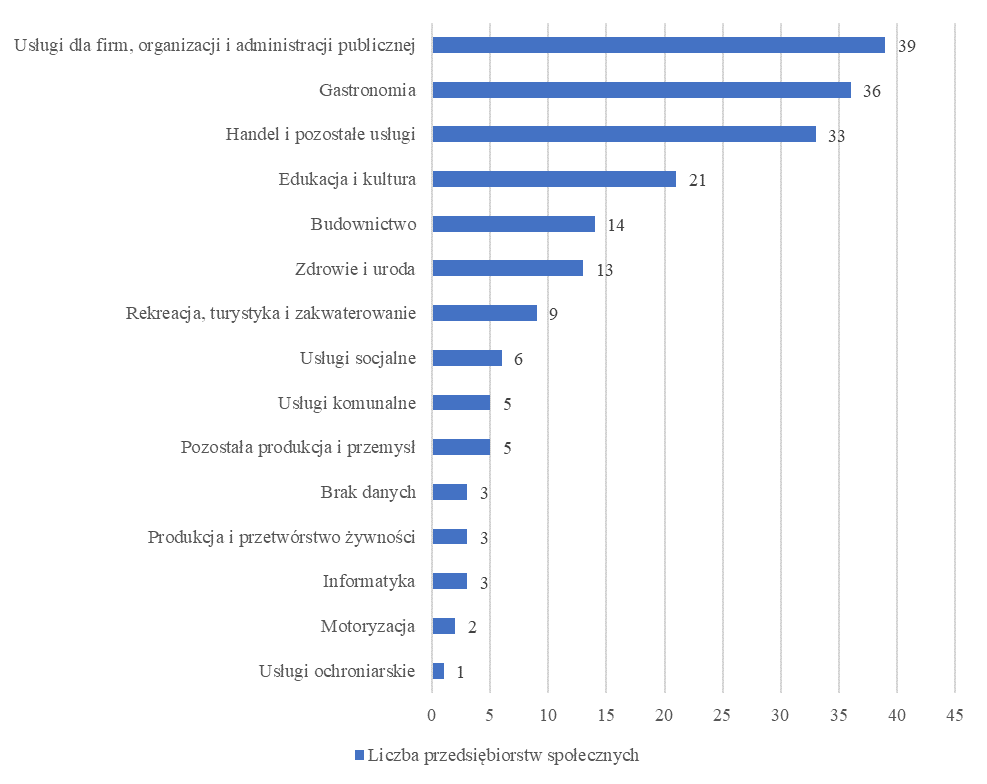 Usługi dla firm, organizacji i administracji publicznej 39
Gastronomia 36
Handel i pozostałe usługi 33
Edukacja i kultura 21
Budownictwo 14
Zdrowie i uroda 13
Rekreacja, turystyka i zakwaterowanie 9
Usługi socjalne 6
Usługi komunalne 5
Pozostała produkcja i przemysł 5
Brak danych 3
Produkcja i przetwórstwo żywności 3
Informatyka 3
Motoryzacja 2
Usługi ochroniarskie 1
0 5 10 15 20 25 30 35 40 45
Liczba przedsiębiorstw społecznych